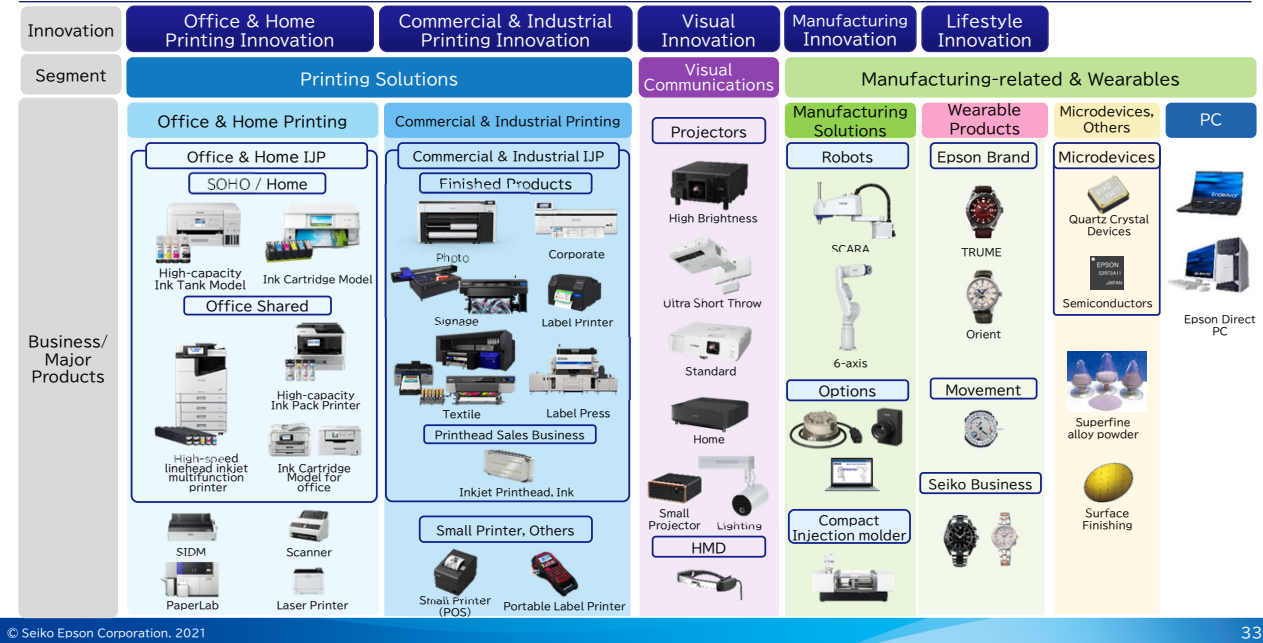 Innovation
Office & Home
Printing Innovation
Commercial & Industrial
Printing Innovation
Visual
Innovation
Manufacturing
Innovation
Lifestyle
Innovation
Segment
Printing Solutions
Visual
Communications
Manufacturing-related & Wearables
Business/
Major
Products
Office & Home Printing
Office & Home IJP
SOHO / Home
High-capacity
Ink Tank Model
Ink Cartridge Model
Office Shared
High-capacity
Ink Pack Printer
High-speed
linehead inkjet
multifunction
printer
Ink Cartridge
Model for
office
SIDM
Scanner
PaperLab
Laser Printer
Commercial & Industrial Printing
Commercial & Industrial IJP
Finished Products
Photo
Corporate
Signage
Label Printer
Textile
Label Press
Printhead Sales Business
Inkjet Printhead, Ink
Small Printer, Others
Small Printer
(POS)
Portable Label Printer
Projectors
High Brightness
Ultra Short Throw
Standard
Home
Small
Projector
Lighting
HMD
Manufacturing
Solutions
Robots
SCARA
6-axis
Options
Compact
Injection molder
Wearable
Products
Epson Brand
TRUME
Orient
Movement
Seiko Business
Microdevices,
Others
Microdevices
Quartz Crystal
Devices
EPSON
S2R72A11
JAPAN
Semiconductors
Superfine
alloy powder
Surface
Finishing
PC
Endeavor
Epson Direct
PC
© Seiko Epson Corporation. 2021
33